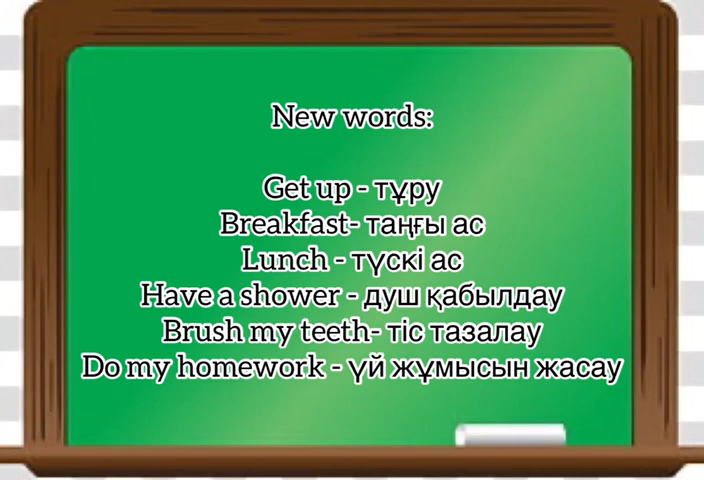 New words:
Get up - тұру
Breakfast- таңғы ас
Lunch - түскі ас
Have a shower - душ қабылдау
Brush my teeth- тіс тазалау
Do my homework - үй жұмысын жасау